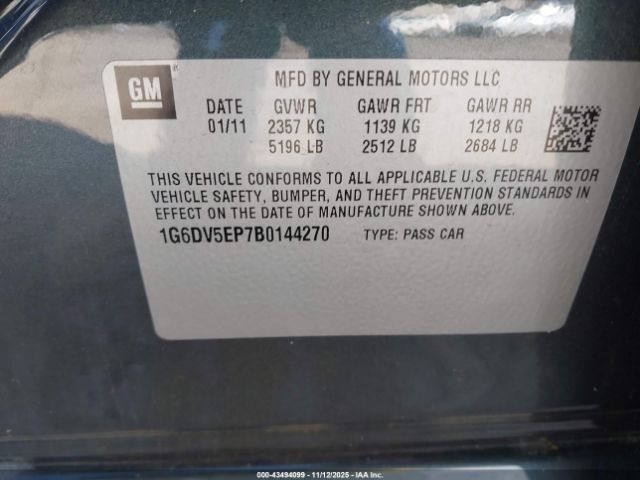 GM
MFD BY GENERAL MOTORS LLC
DATE GVWR GAWR FRT GAWR RR
01/11 2357 KG 1139 KG 1218 KG
5196 LB 2512 LB 2684 LB
THIS VEHICLE CONFORMS TO ALL APPLICABLE U.S. FEDERAL MOTOR
VEHICLE SAFETY, BUMPER, AND THEFT PREVENTION STANDARDS IN
EFFECT ON THE DATE OF MANUFACTURE SHOWN ABOVE.
1G6DV5EP7B0144270 TYPE: PASS CAR
000-43494099 - 11/12/2025 - IAA Inc.